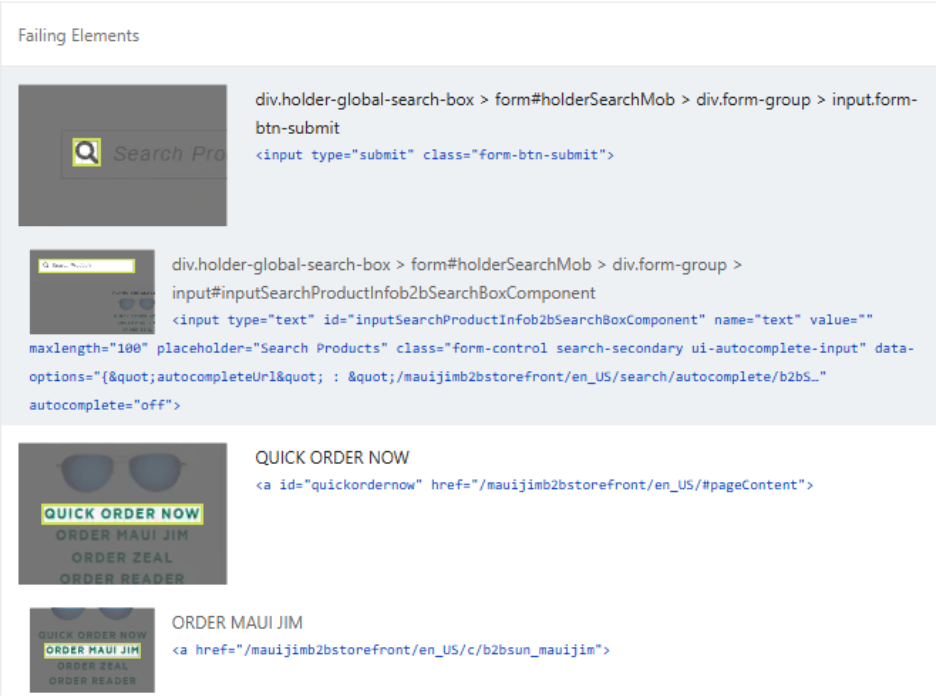 Failing Elements
div.holder-global-search-box > form#holderSearchMob > div.form-group > input.form-
btn-submit
<input type="submit" class="form-btn-submit">
Search Pro
div.holder-global-search-box > form#holderSearchMob > div.form-group >
input#inputSearchProductInfob2bSearchBoxComponent
<input type="text" id="inputSearchProductInfob2bSearchBoxComponent" name="text" value=""
maxlength="100" placeholder="Search Products" class="form-control search-secondary ui-autocomplete-input" data-
options="{&quot;autocompleteUrl&quot; : &quot;/mauijimb2bstorefront/en_US/search/autocomplete/b2bS…"
autocomplete="off">
QUICK ORDER NOW
<a id="quickordernow" href="/mauijimb2bstorefront/en_US/#pageContent">
QUICK ORDER NOW
ORDER MAUI JIM
ORDER ZEAL
ORDER READER
ORDER MAUI JIM
<a href="/mauijimb2bstorefront/en_US/c/b2bsun_mauijim">
QUICK ORDER NOW
ORDER MAUI JIM
ORDER ZEAL
ORDER READER